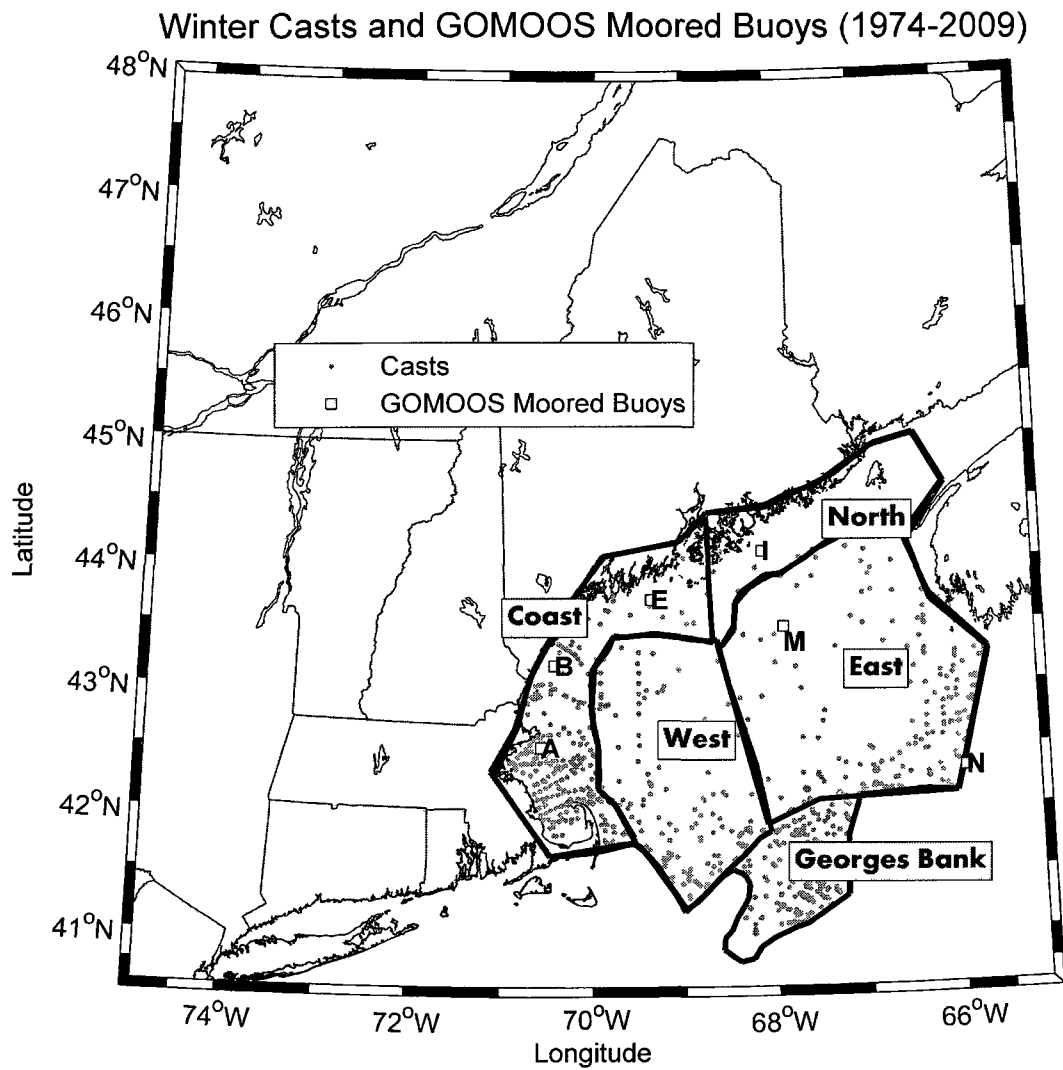 Winter Casts and GOMOOS Moored Buoys (1974-2009)
48°N
47°N
46°N
45°N
44°N
43°N
42°N
41°N
Latitude
Casts
GOMOOS Moored Buoys
North
I
E
Coast
M
B
East
West
A
N
Georges Bank
74°W
72°W
70°W
68°W
66°W
Longitude